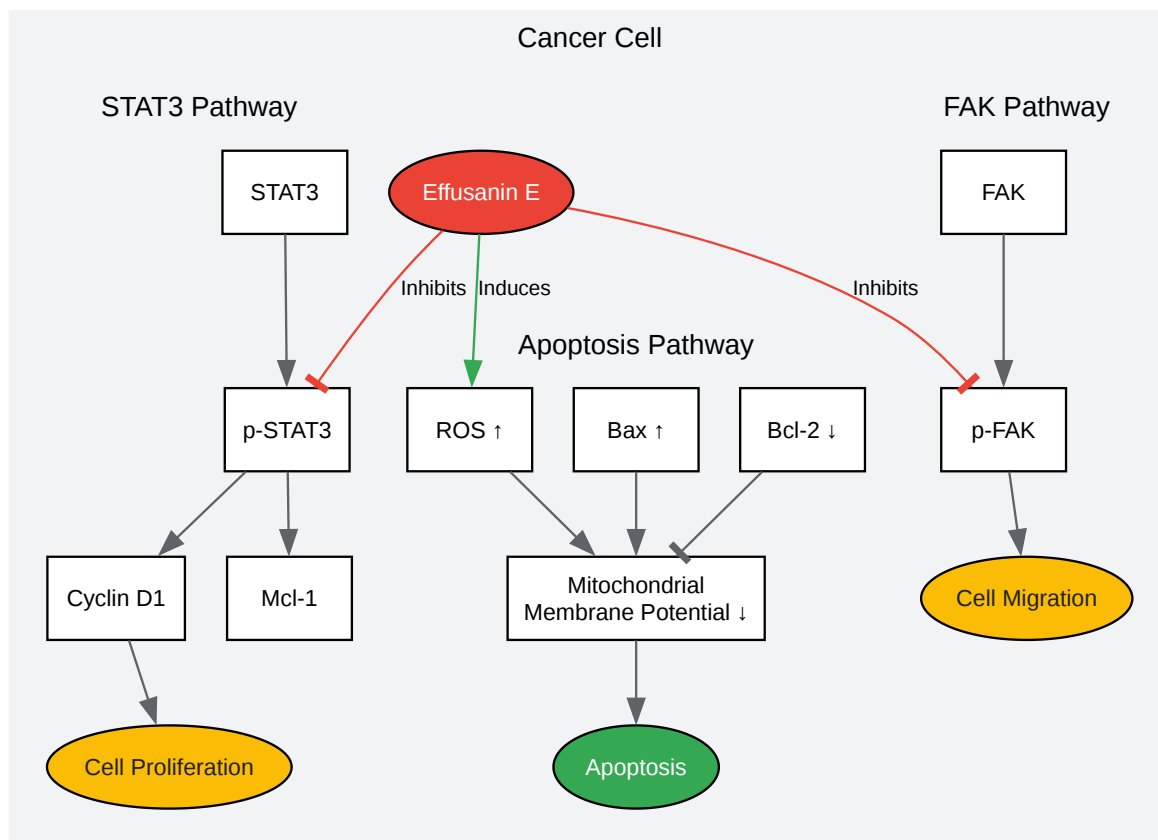 Cancer Cell
STAT3 Pathway
FAK Pathway
STAT3
Effusanin E
FAK
Inhibits
Induces
Inhibits
Apoptosis Pathway
p-STAT3
ROS ↑
Bax ↑
Bcl-2 ↓
p-FAK
Cyclin D1
Mcl-1
Mitochondrial
Membrane Potential ↓
Cell Migration
Cell Proliferation
Apoptosis